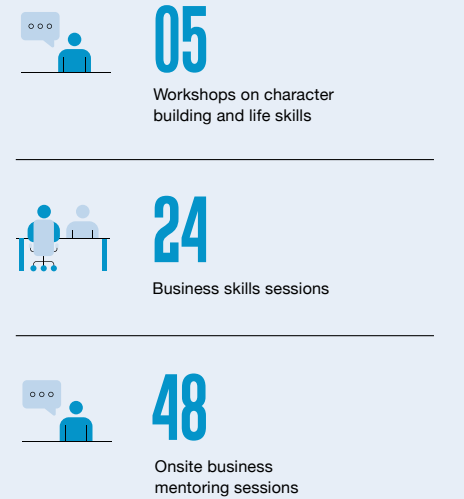 05
Workshops on character
building and life skills
24
Business skills sessions
48
Onsite business
mentoring sessions